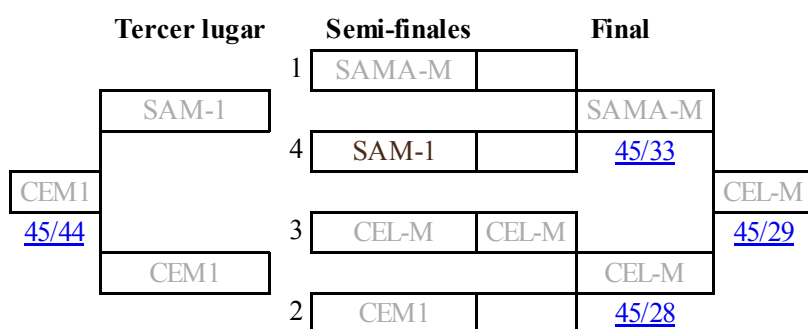 Tercer lugar Semi-finales Final
1 SAMA-M
SAM-1 SAMA-M
4 SAM-1 45/33
CEM1 CEL-M
45/44 3 CEL-M CEL-M 45/29
CEM1 CEL-M
2 CEM1 45/28